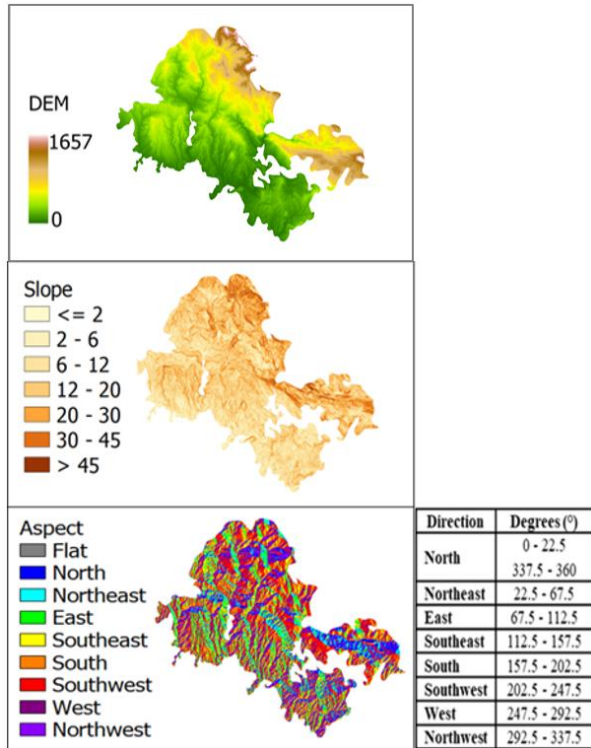 DEM
1657
0
Slope
<= 2
2 - 6
6 - 12
12 - 20
20 - 30
30 - 45
> 45
Aspect
Flat
North
Northeast
East
Southeast
South
Southwest
West
Northwest
Direction Degrees (°)
North 0 - 22.5
337.5 - 360
Northeast 22.5 - 67.5
East 67.5 - 112.5
Southeast 112.5 - 157.5
South 157.5 - 202.5
Southwest 202.5 - 247.5
West 247.5 - 292.5
Northwest 292.5 - 337.5